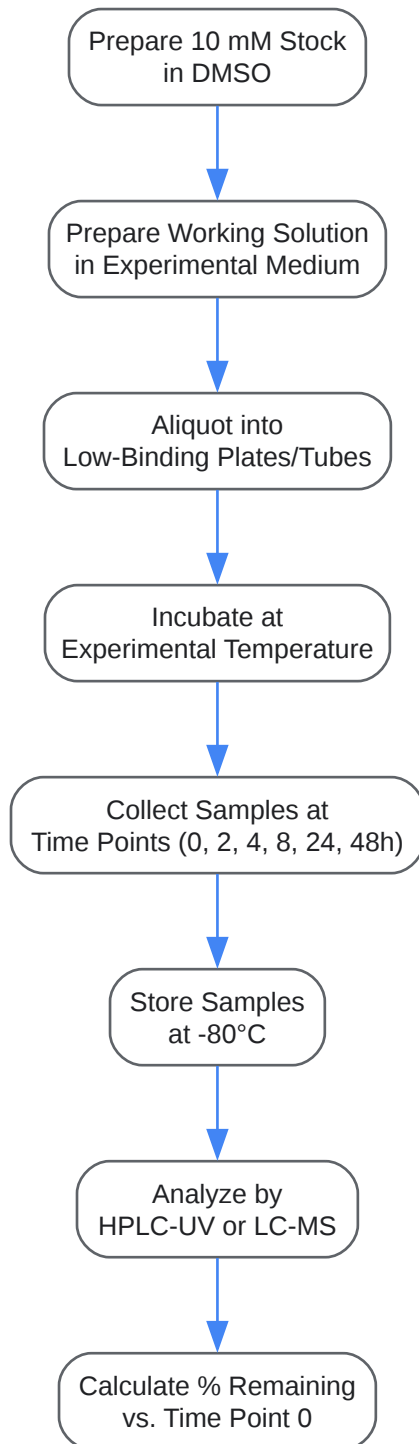 Prepare 10 mM Stock
in DMSO
Prepare Working Solution
in Experimental Medium
Aliquot into
Low-Binding Plates/Tubes
Incubate at
Experimental Temperature
Collect Samples at
Time Points (0, 2, 4, 8, 24, 48h)
Store Samples
at -80°C
Analyze by
HPLC-UV or LC-MS
Calculate % Remaining
vs. Time Point 0